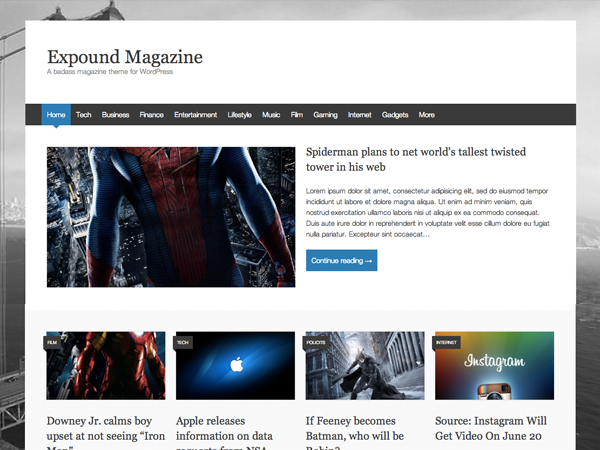 Expound Magazine
A badass magazine theme for WordPress
Home Tech Business Finance Entertainment Lifestyle Music Film Gaming Internet Gadgets More
Spiderman plans to net world's tallest twisted
tower in his web
Lorem ipsum dolor sit amet, consectetur adipisicing elit, sed do eiusmod tempor
incididunt ut labore et dolore magna aliqua. Ut enim ad minim veniam, quis
nostrud exercitation ullamco laboris nisi ut aliquip ex ea commodo consequat.
Duis aute irure dolor in reprehenderit in voluptate velit esse cillum dolore eu fugiat
nulla pariatur. Excepteur sint occaecat…
Continue reading →
FILM
TECH
POLICITS
INTERNET
Instagram
Downey Jr. calms boy
upset at not seeing “Iron
Man”
Apple releases
information on data
requests from NSA
If Feeney becomes
Batman, who will be
Robin?
Source: Instagram Will
Get Video On June 20